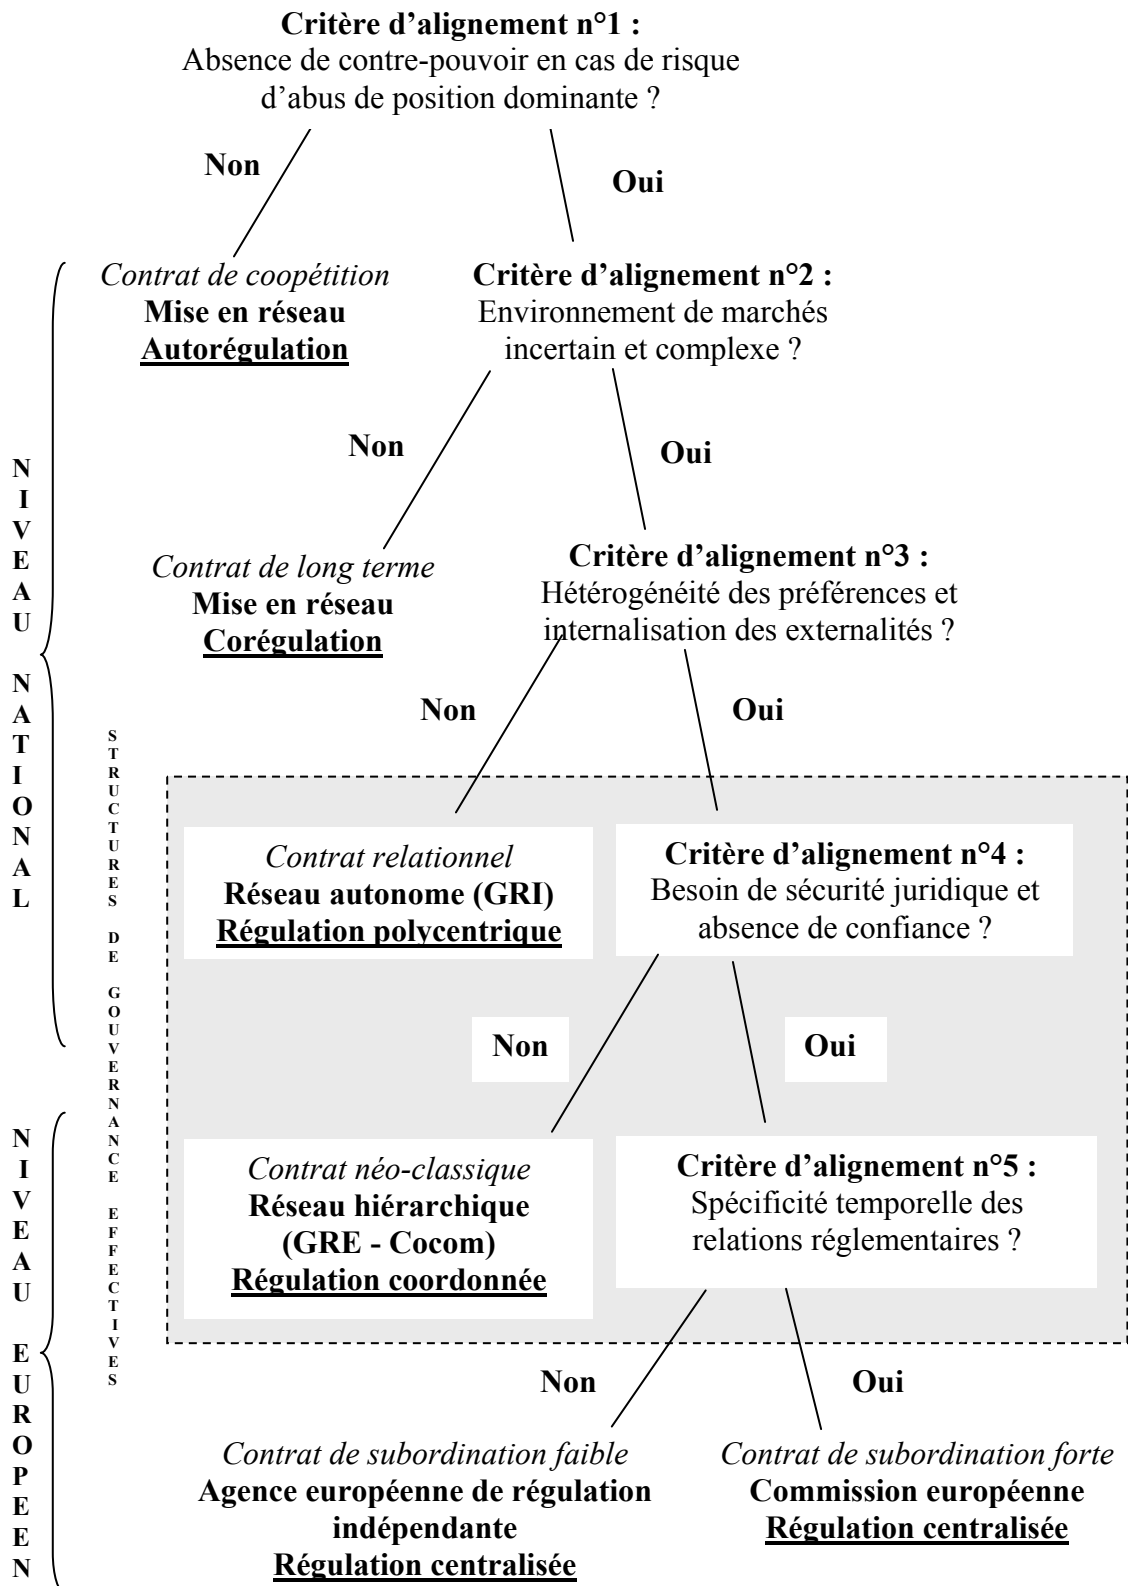 Critère d’alignement n°1 :
Absence de contre-pouvoir en cas de risque
d’abus de position dominante ?
Non
Oui
Contrat de coopétition
Mise en réseau
Autorégulation
Critère d’alignement n°2 :
Environnement de marchés
incertain et complexe ?
Non
Oui
Contrat de long terme
Mise en réseau
Corégulation
Critère d’alignement n°3 :
Hétérogénéité des préférences et
internalisation des externalités ?
Non
Oui
Contrat relationnel
Réseau autonome (GRI)
Régulation polycentrique
Critère d’alignement n°4 :
Besoin de sécurité juridique et
absence de confiance ?
Non
Oui
Contrat néo-classique
Réseau hiérarchique
(GRE - Cocom)
Régulation coordonnée
Critère d’alignement n°5 :
Spécificité temporelle des
relations réglementaires ?
Non
Oui
Contrat de subordination faible
Agence européenne de régulation
indépendante
Régulation centralisée
Contrat de subordination forte
Commission européenne
Régulation centralisée
NIVEAU NATIONAL
NIVEAU EUROPEEN
STRUCTURES DE GOUVERNANCE EFFECTIVES